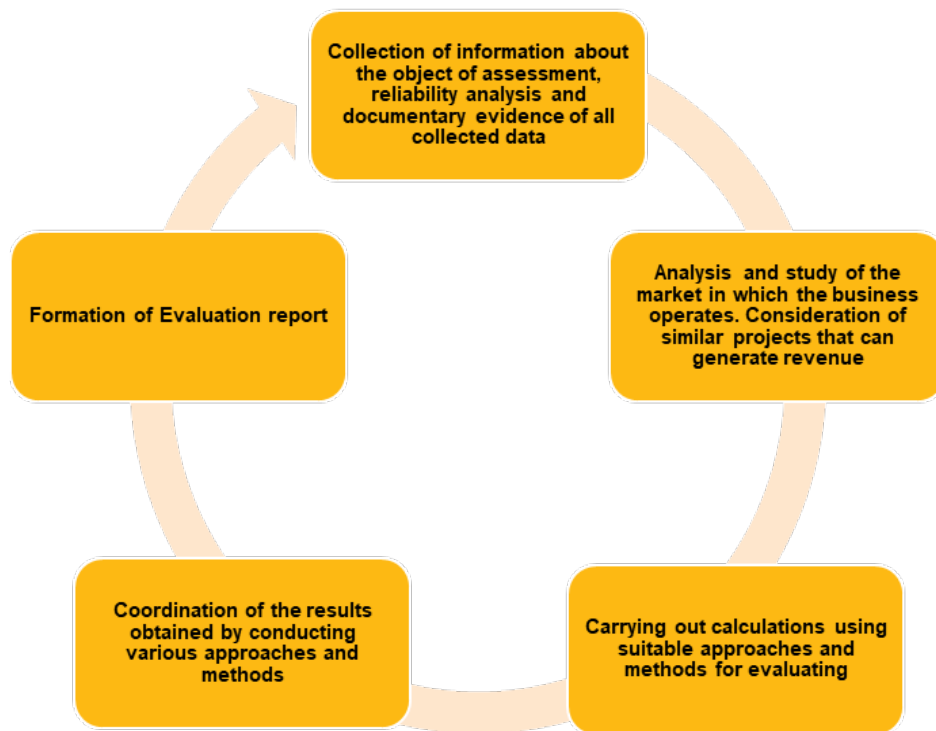 Collection of information about
the object of assessment,
reliability analysis and
documentary evidence of all
collected data
Analysis and study of the
market in which the business
operates. Consideration of
similar projects that can
generate revenue
Carrying out calculations using
suitable approaches and
methods for evaluating
Coordination of the results
obtained by conducting
various approaches and
methods
Formation of Evaluation report